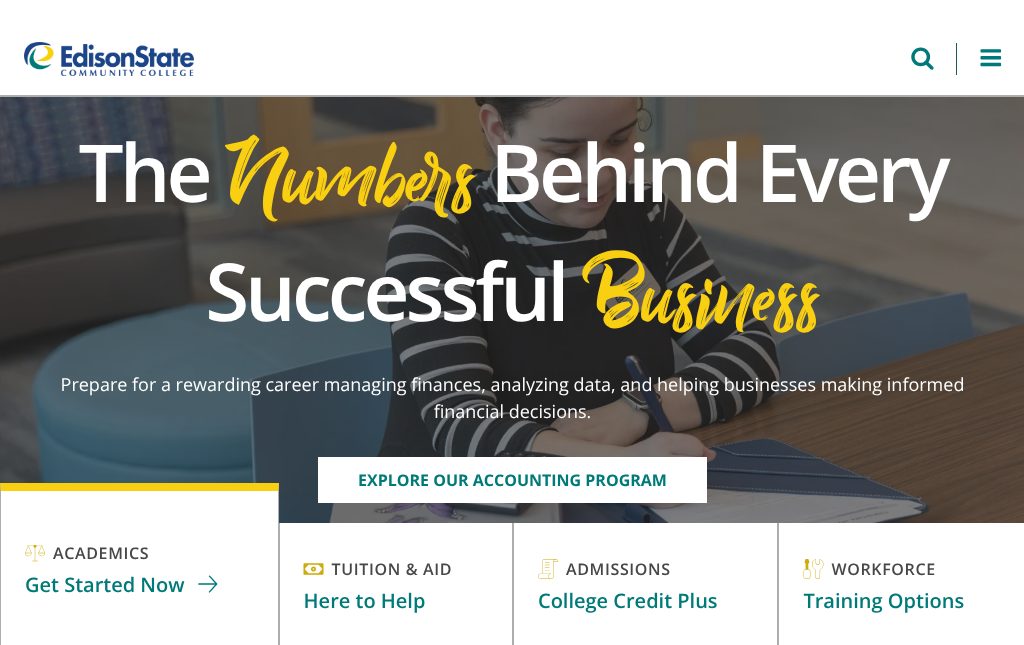 EdisonState
COMMUNITY COLLEGE
The Numbers Behind Every
Successful Business
Prepare for a rewarding career managing finances, analyzing data, and helping businesses making informed
financial decisions.
EXPLORE OUR ACCOUNTING PROGRAM
ACADEMICS
Get Started Now
TUITION & AID
Here to Help
ADMISSIONS
College Credit Plus
WORKFORCE
Training Options